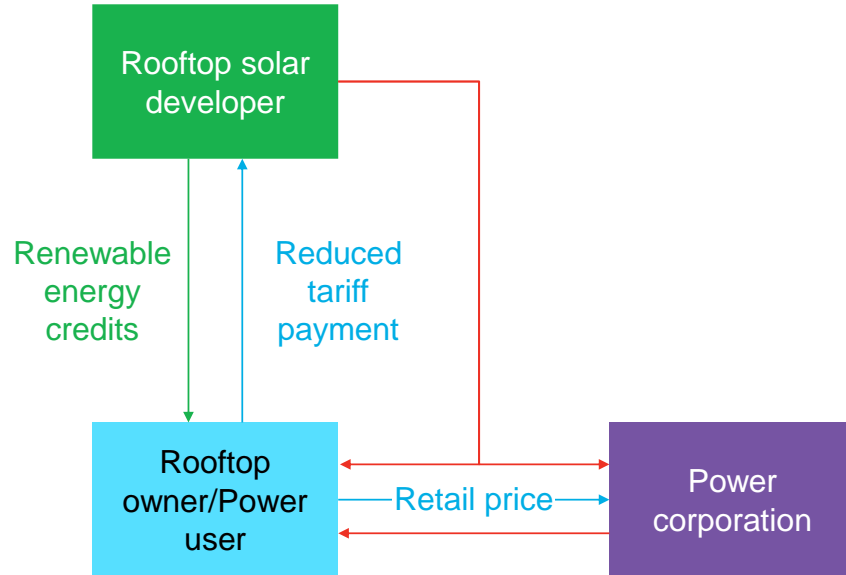 Rooftop solar
developer
Renewable
energy
credits
Reduced
tariff
payment
Rooftop
owner/Power
user
Retail price
Power
corporation